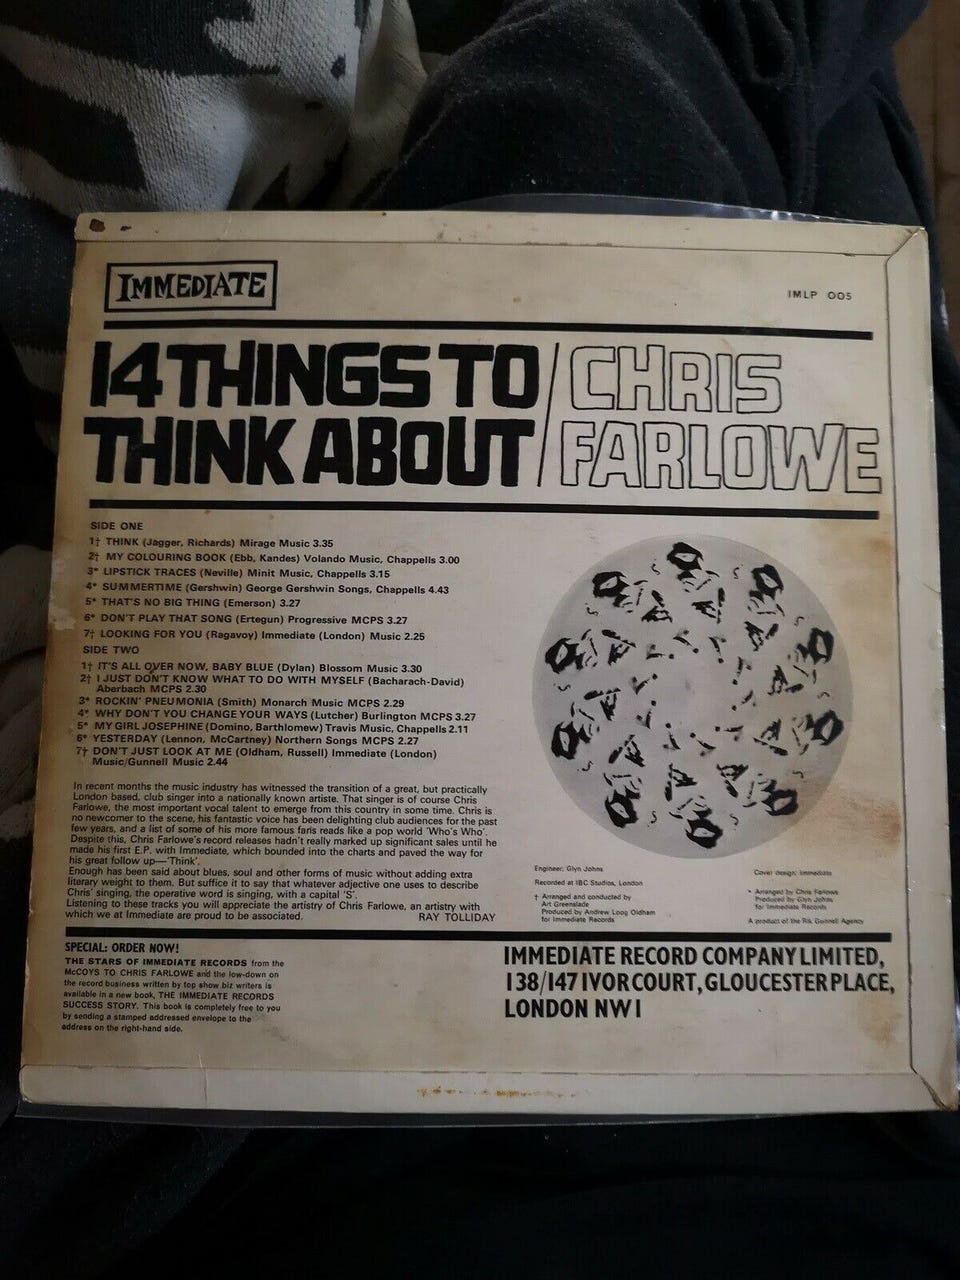 IMMEDIATE
IMLP 005
14 THINGS TO
THINK ABOUT
/
CHRIS
FARLOWE
SIDE ONE
1† THINK (Jagger, Richards) Mirage Music 3.35
2† MY COLOURING BOOK (Ebb, Kandes) Volando Music, Chappells 3.00
3* LIPSTICK TRACES (Neville) Minit Music, Chappells 3.15
4* SUMMERTIME (Gershwin) George Gershwin Songs, Chappells 4.43
5* THAT'S NO BIG THING (Emerson) 3.27
6* DON'T PLAY THAT SONG (Ertegun) Progressive MCPS 3.27
7† LOOKING FOR YOU (Ragavoy) Immediate (London) Music 2.25
SIDE TWO
1† IT'S ALL OVER NOW, BABY BLUE (Dylan) Blossom Music 3.30
2† I JUST DON'T KNOW WHAT TO DO WITH MYSELF (Bacharach-David)
Aberbach MCPS 2.30
3* ROCKIN' PNEUMONIA (Smith) Monarch Music MCPS 2.29
4* WHY DON'T YOU CHANGE YOUR WAYS (Lutcher) Burlington MCPS 3.27
5* MY GIRL JOSEPHINE (Domino, Barthlomew) Travis Music, Chappells 2.11
6* YESTERDAY (Lennon, McCartney) Northern Songs MCPS 2.27
7† DON'T JUST LOOK AT ME (Oldham, Russell) Immediate (London)
Music/Gunnell Music 2.44
In recent months the music industry has witnessed the transition of a great, but practically
London based, club singer into a nationally known artiste. That singer is of course Chris
Farlowe, the most important vocal talent to emerge from this country in some time. Chris is
no newcomer to the scene, his fantastic voice has been delighting club audiences for the past
few years, and a list of some of his more famous fans reads like a pop world 'Who's Who'.
Despite this, Chris Farlowe's record releases hadn't really marked up significant sales until he
made his first E.P. with Immediate, which bounded into the charts and paved the way for
his great follow up—'Think'.
Enough has been said about blues, soul and other forms of music without adding extra
literary weight to them. But suffice it to say that whatever adjective one uses to describe
Chris' singing, the operative word is singing, with a capital 'S'.
Listening to these tracks you will appreciate the artistry of Chris Farlowe, an artistry with
which we at Immediate are proud to be associated. RAY TOLLIDAY
Engineer: Glyn Johns
Recorded at IBC Studios, London
† Arranged and conducted by
Art Greenslade
Produced by Andrew Loog Oldham
for Immediate Records
Cover design: Immediate
* Arranged by Chris Farlowe
Produced by Glyn Johns
for Immediate Records
A product of the Rik Gunnell Agency
SPECIAL: ORDER NOW!
THE STARS OF IMMEDIATE RECORDS from the
McCOYS TO CHRIS FARLOWE and the low-down on
the record business written by top show biz writers is
available in a new book, THE IMMEDIATE RECORDS
SUCCESS STORY. This book is completely free to you
by sending a stamped addressed envelope to the
address on the right-hand side.
IMMEDIATE RECORD COMPANY LIMITED,
138/147 IVOR COURT, GLOUCESTER PLACE,
LONDON NW1